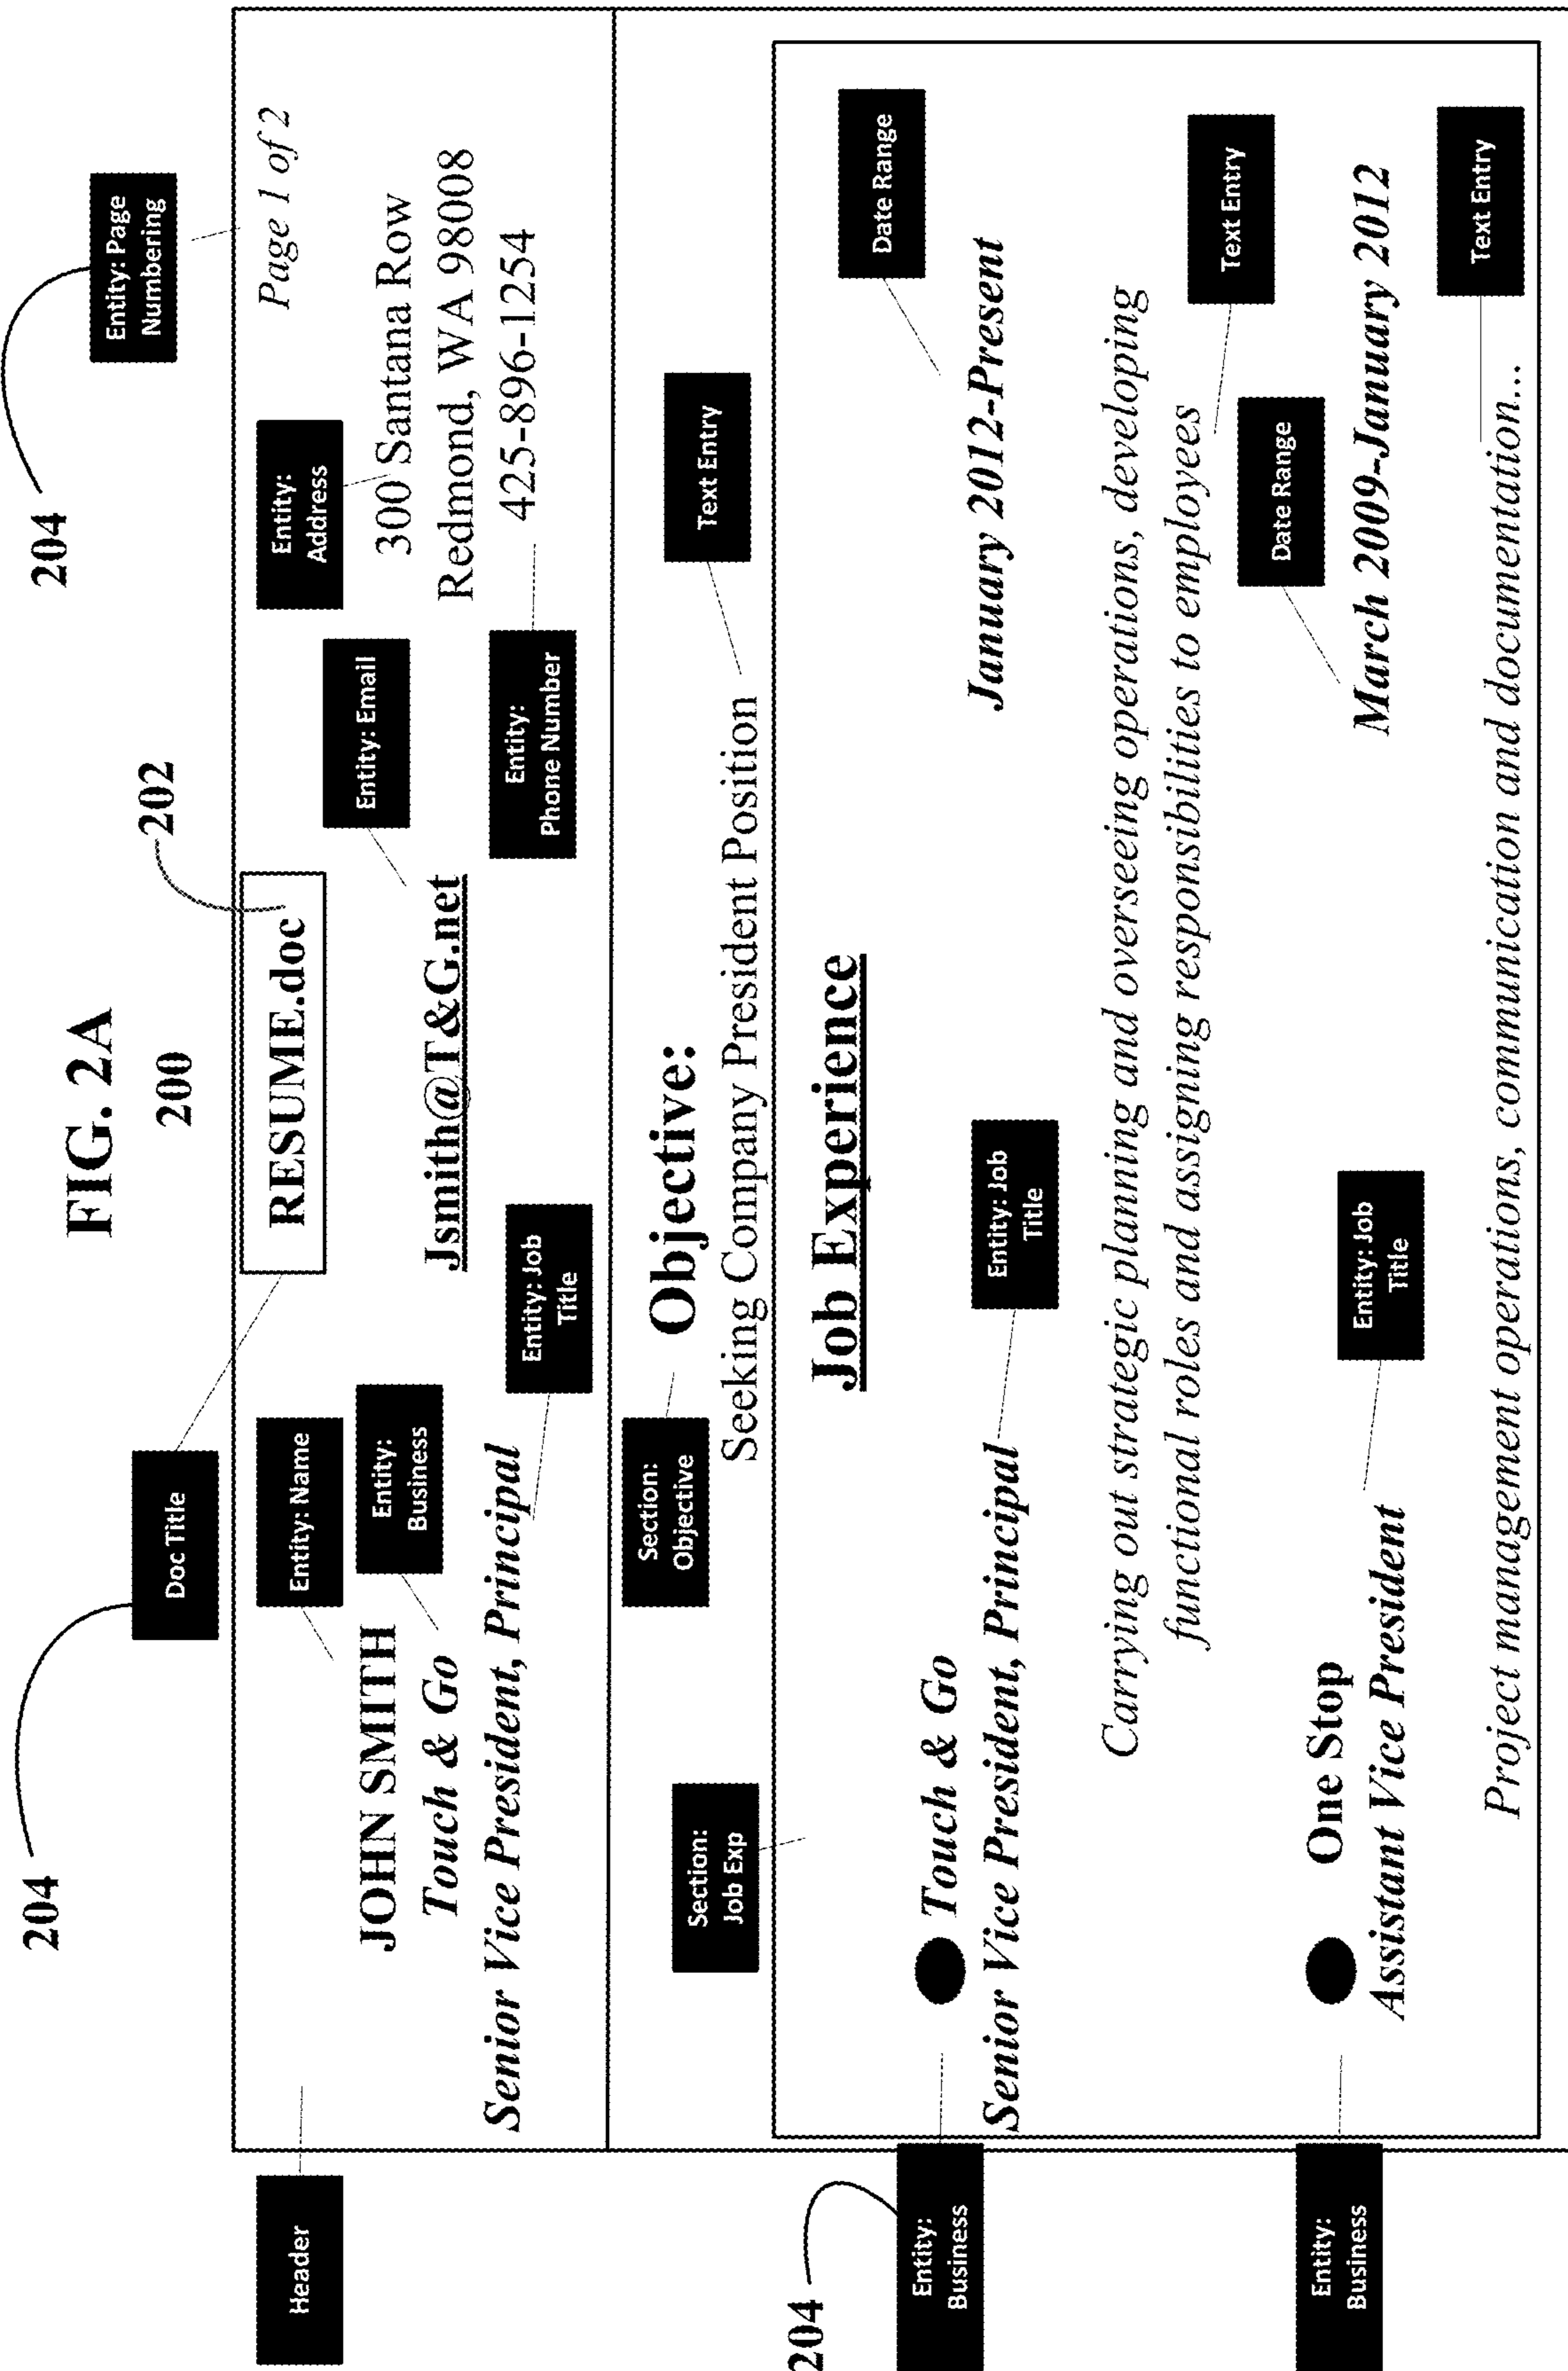 FIG. 2A
200
204
204
202
Doc Title
Entity: Page
Numbering
Header
RESUME.doc
Page 1 of 2
Entity: Name
Entity:
Address
JOHN SMITH
Entity:
Business
Entity: Email
300 Santana Row
Touch & Go
Jsmith@T&G.net
Redmond, WA 98008
Senior Vice President, Principal
Entity: Job
Title
Entity:
Phone Number
425-896-1254
Section:
Objective
Objective:
Text Entry
Seeking Company President Position
Section:
Job Exp
Job Experience
Date Range
204
Entity:
Business
Touch & Go
Senior Vice President, Principal
Entity: Job
Title
January 2012-Present
Carrying out strategic planning and overseeing operations, developing
functional roles and assigning responsibilities to employees
Text Entry
Date Range
Entity:
Business
One Stop
Assistant Vice President
Entity: Job
Title
March 2009-January 2012
Project management operations, communication and documentation...
Text Entry